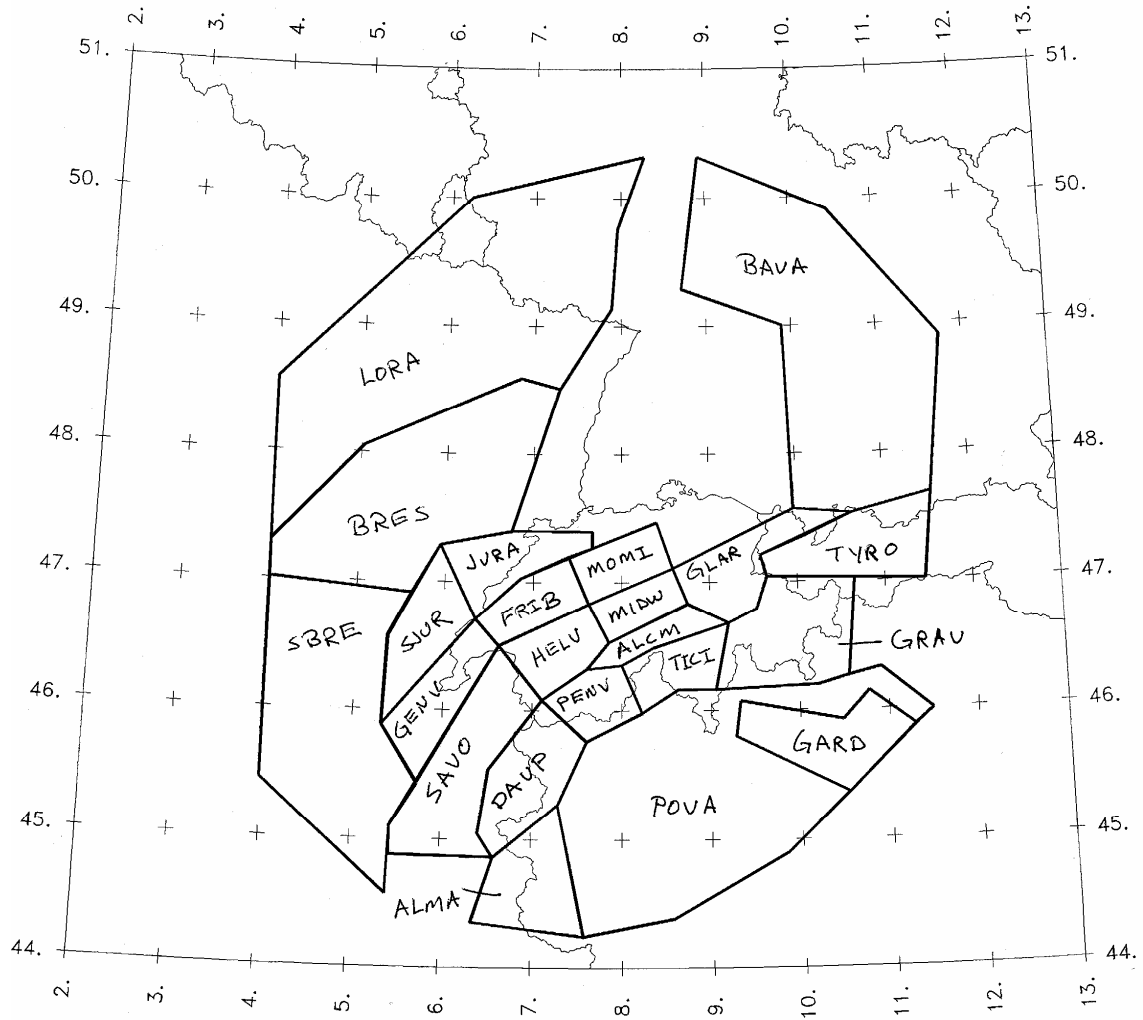 2. 3. 4. 5. 6. 7. 8. 9. 10. 11. 12. 13.
51. 51.
50. 50.
BAVA
49. 49.
LORA
48. 48.
BRES
47. 47.
JURA MOMI GLAR TYRO
FRIB MIDW
SBRE SJUR HELV ALCM GRAU
TICI
46. 46.
GENV PENV
GARD
SAVO DAUP
POVA
45. 45.
ALMA
44. 44.
2. 3. 4. 5. 6. 7. 8. 9. 10. 11. 12. 13.